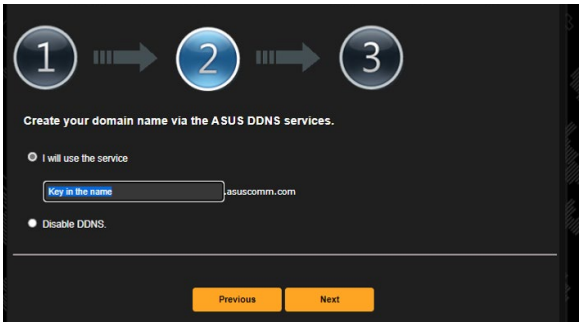 1 2 3
Create your domain name via the ASUS DDNS services.
I will use the service
Key in the name .asuscomm.com
Disable DDNS.
Previous Next